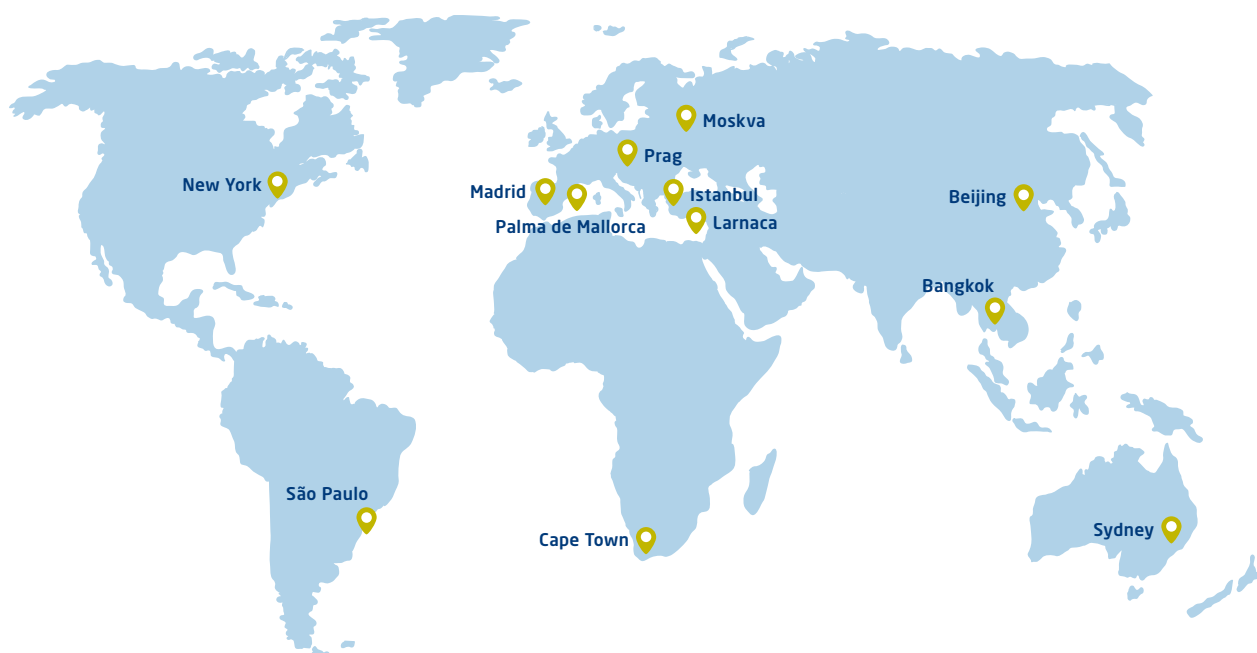 Moskva
Prag
New York
Madrid
Istanbul
Beijing
Palma de Mallorca
Larnaca
Bangkok
São Paulo
Cape Town
Sydney